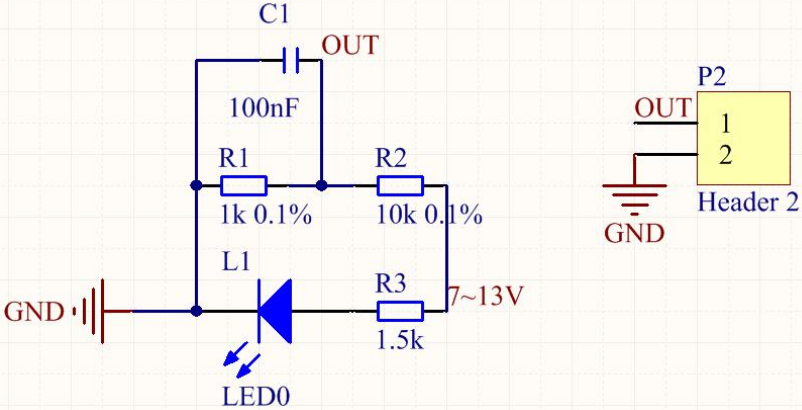 C1
OUT
100nF
R1
R2
1k 0.1%
10k 0.1%
L1
R3
7~13V
GND
1.5k
LED0
P2
OUT
1
2
Header 2
GND